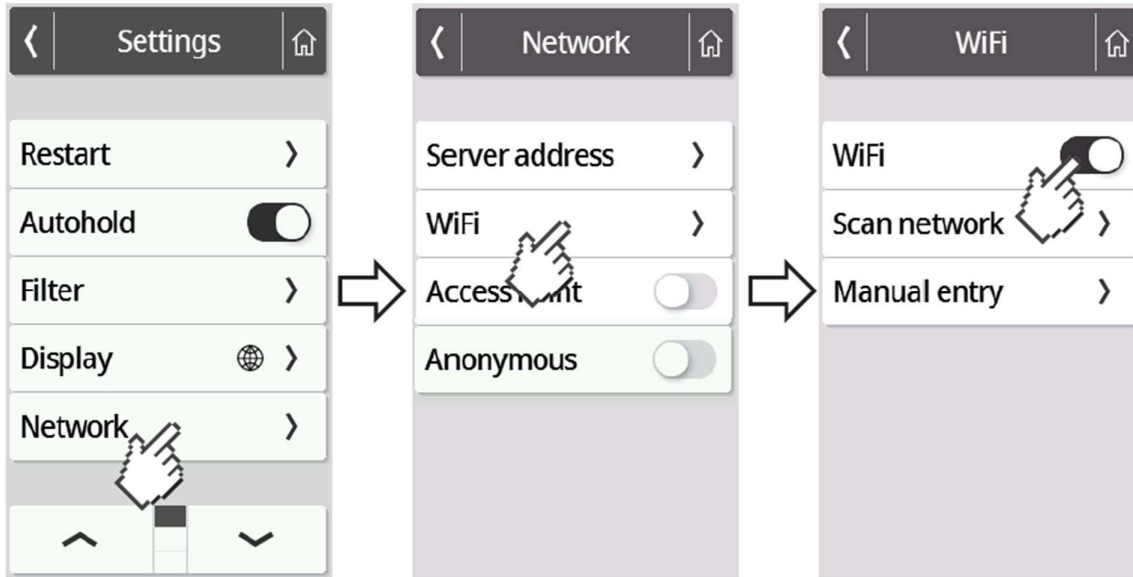 Settings
Restart
Autohold
Filter
Display
Network
Network
Server address
WiFi
Access
Anonymous
WiFi
WiFi
Scan network
Manual entry